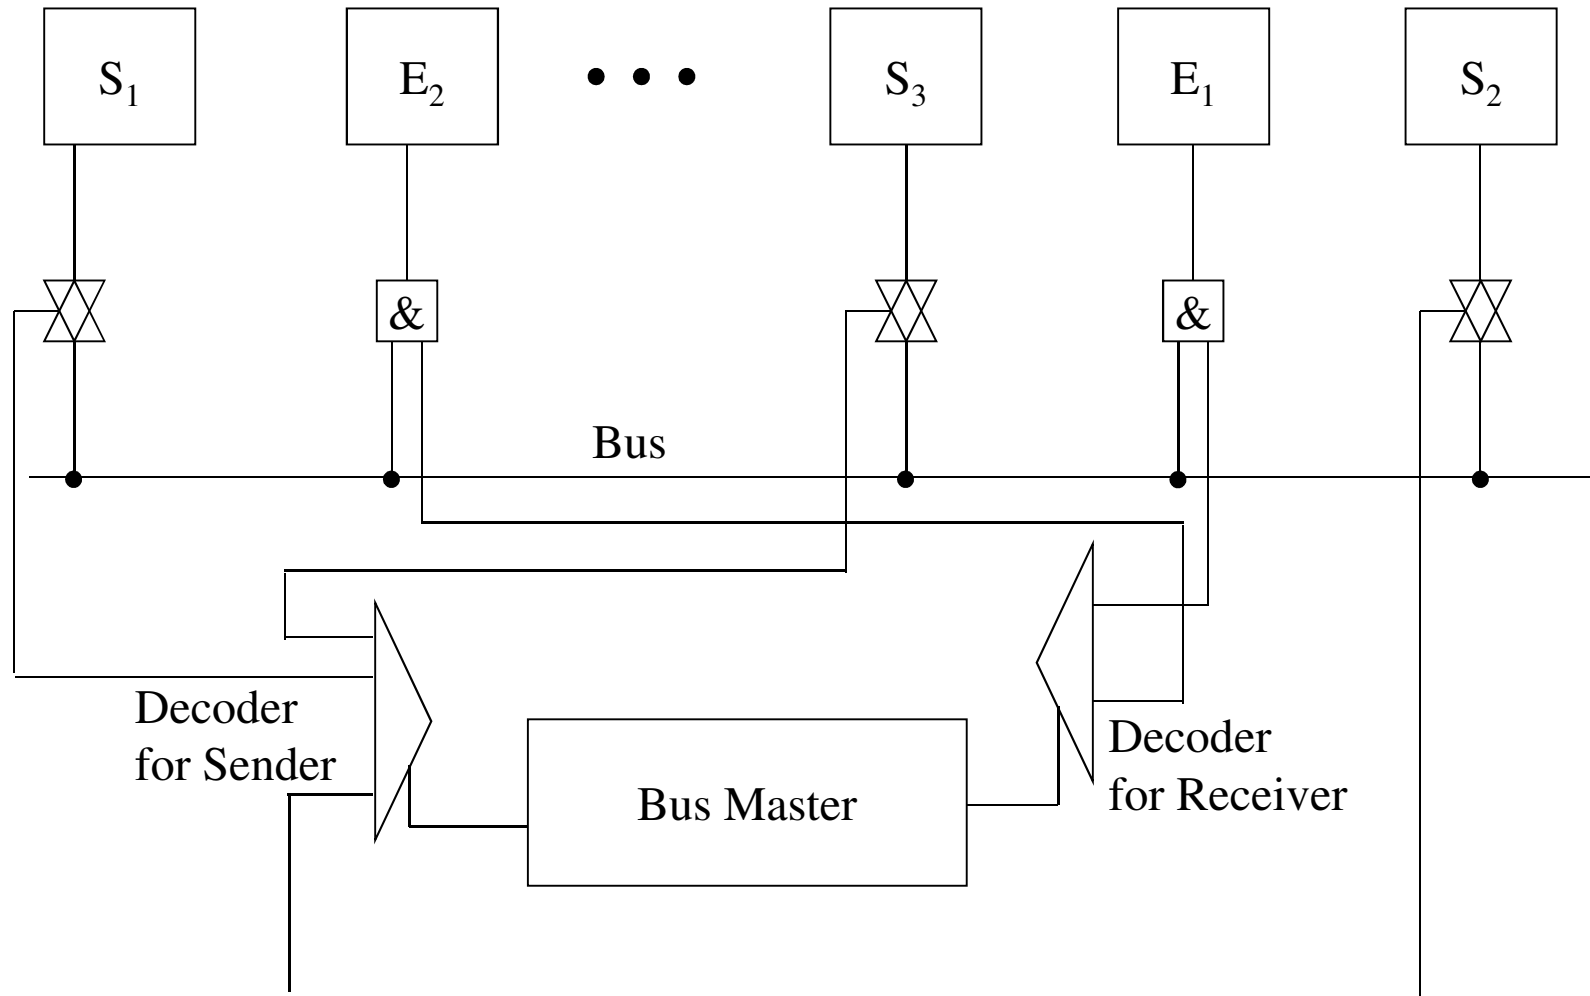 S₁
E₂
S₃
E₁
S₂
&
&
Bus
Decoder
for Sender
Bus Master
Decoder
for Receiver